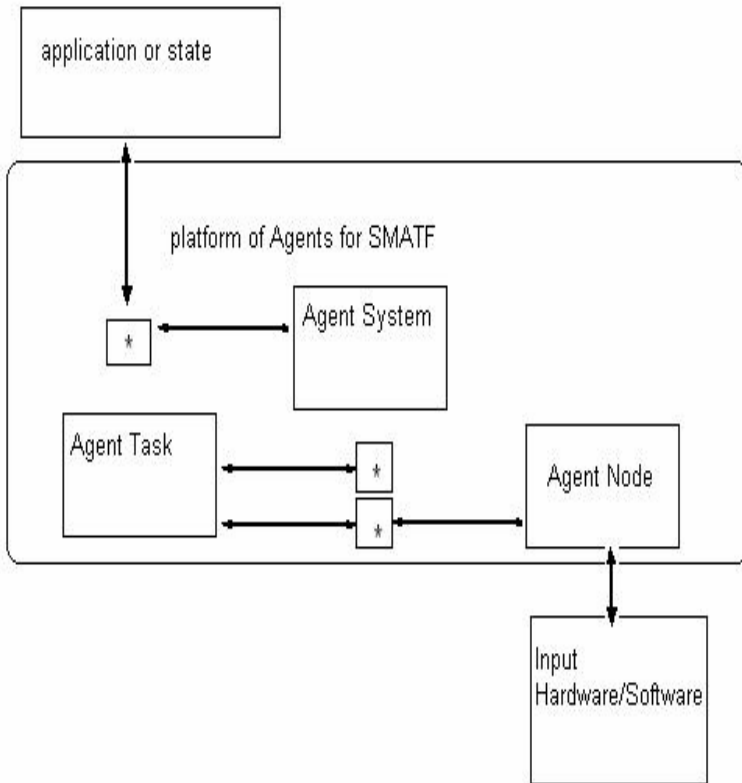 application or state
platform of Agents for SMATF
Agent System
*
Agent Task
*
Agent Node
*
Input
Hardware/Software